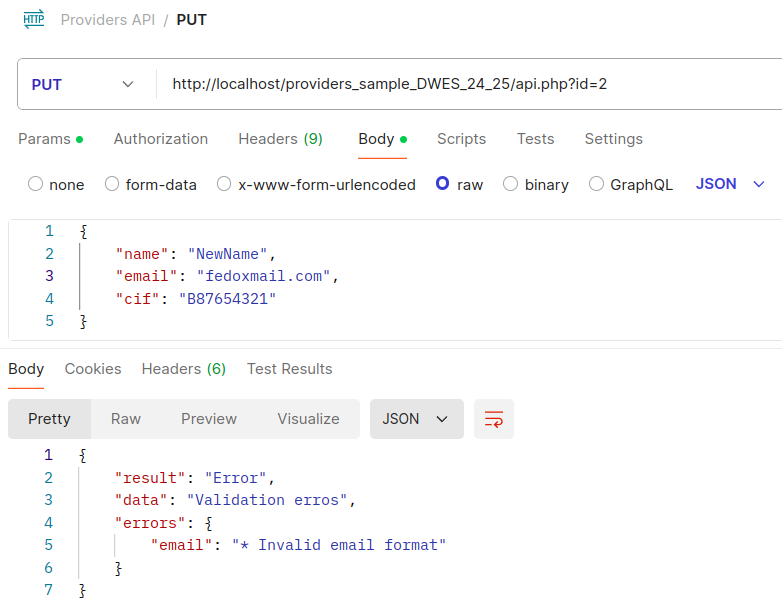 HTTP Providers API / PUT
PUT http://localhost/providers_sample_DWES_24_25/api.php?id=2
Params Authorization Headers (9) Body Scripts Tests Settings
none form-data x-www-form-urlencoded raw binary GraphQL JSON
1 {
2 "name": "NewName",
3 "email": "fedoxmail.com",
4 "cif": "B87654321"
5 }
Body Cookies Headers (6) Test Results
Pretty Raw Preview Visualize JSON
1 {
2 "result": "Error",
3 "data": "Validation erros",
4 "errors": {
5 "email": "* Invalid email format"
6 }
7 }